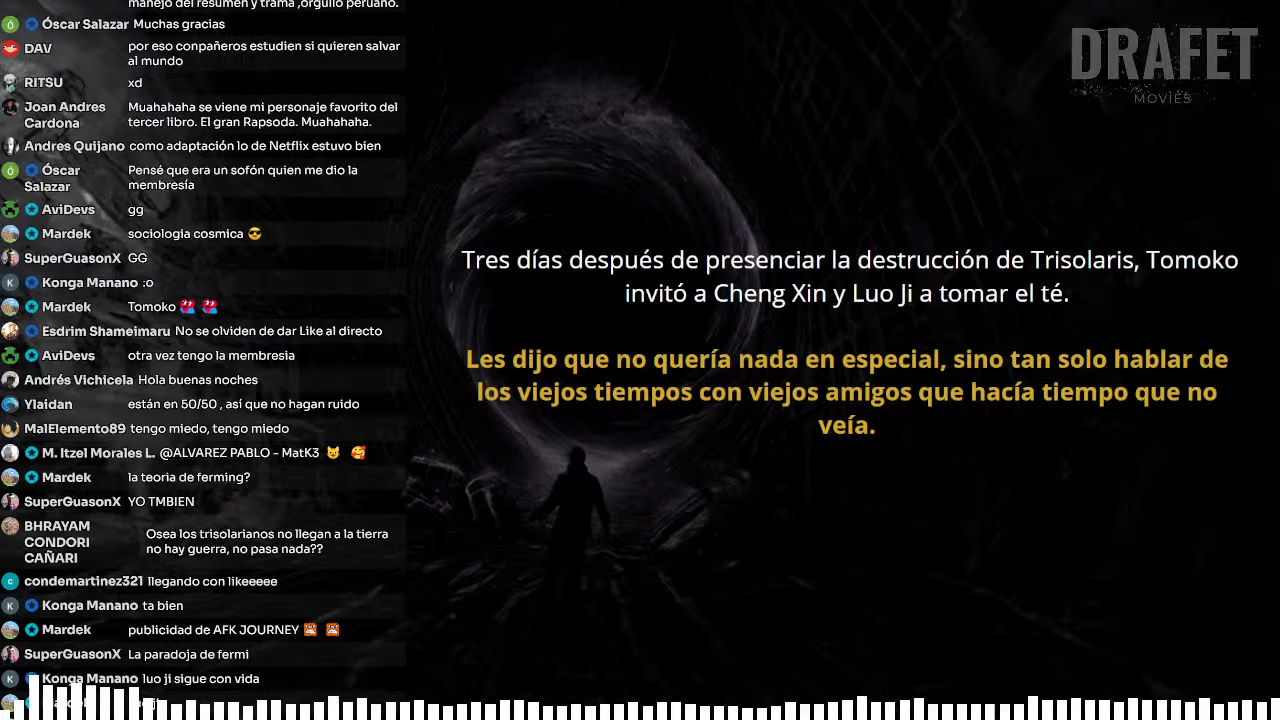 manejo del resumen y trama ,orgullo peruano.
Óscar Salazar Muchas gracias
DAV por eso conpañeros estudien si quieren salvar
al mundo
RITSU xd
Joan Andres Muahahaha se viene mi personaje favorito del
Cardona tercer libro. El gran Rapsoda. Muahahaha.
Andres Quijano como adaptación lo de Netflix estuvo bien
Óscar Pensé que era un sofón quien me dio la
Salazar membresía
AviDevs gg
Mardek sociologia cosmica 😎
SuperGuasonX GG
Konga Manano :o
Mardek Tomoko
Esdrim Shameimaru No se olviden de dar Like al directo
AviDevs otra vez tengo la membresia
Andrés Vichicela Hola buenas noches
Ylaidan están en 50/50 , así que no hagan ruido
MalElemento89 tengo miedo, tengo miedo
M. Itzel Morales L. @ALVAREZ PABLO - MatK3 😼 🥰
Mardek la teoria de ferming?
SuperGuasonX YO TMBIEN
BHRAYAM
CONDORI Osea los trisolarianos no llegan a la tierra
CAÑARI no hay guerra, no pasa nada??
condemartinez321 llegando con likeeeee
Konga Manano ta bien
Mardek publicidad de AFK JOURNEY
SuperGuasonX La paradoja de fermi
Konga Manano luo ji sigue con vida
DRAFET
MOVIES
Tres días después de presenciar la destrucción de Trisolaris, Tomoko
invitó a Cheng Xin y Luo Ji a tomar el té.
Les dijo que no quería nada en especial, sino tan solo hablar de
los viejos tiempos con viejos amigos que hacía tiempo que no
veía.